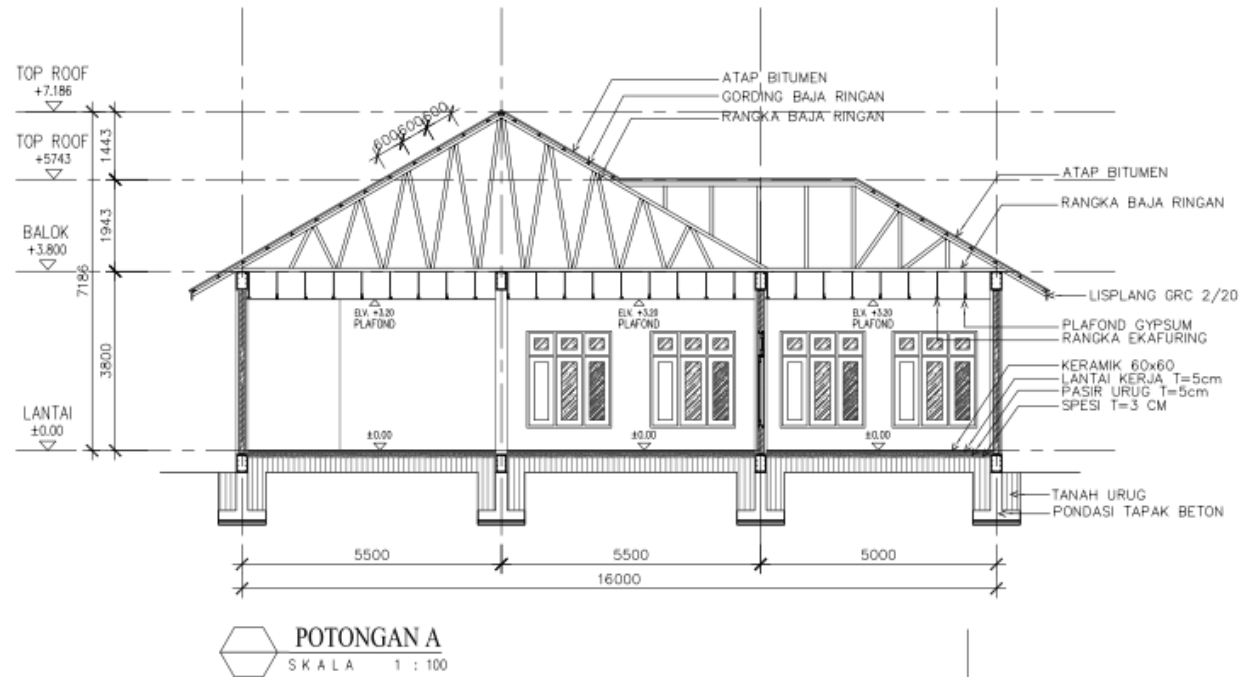 TOP ROOF
+7.186
TOP ROOF
+5743
BALOK
+3.800
LANTAI
±0.00
1443
1943
7186
3800
600
600
600
ATAP BITUMEN
GORDING BAJA RINGAN
RANGKA BAJA RINGAN
ATAP BITUMEN
RANGKA BAJA RINGAN
LISPLANG GRC 2/20
PLAFOND GYPSUM
RANGKA EKAFURING
KERAMIK 60x60
LANTAI KERJA T=5cm
PASIR URUG T=5cm
SPESI T=3 CM
TANAH URUG
PONDASI TAPAK BETON
ELV. +3.20
PLAFOND
ELV. +3.20
PLAFOND
ELV. +3.20
PLAFOND
±0.00
±0.00
±0.00
5500
5500
5000
16000
POTONGAN A
SKALA 1 : 100